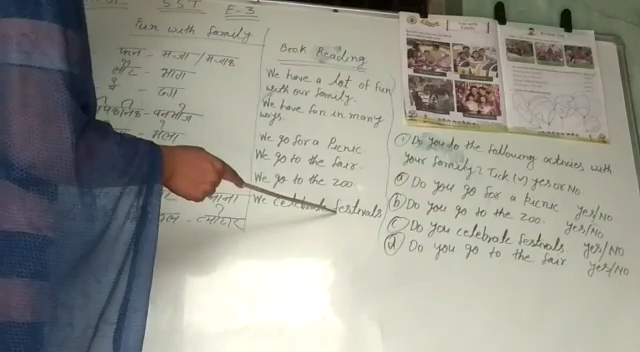 SST
E-3
Fun with family
फन - मजा / मजाक
पार्ट - भाग
पिकनिक - वनभोज
मेला
त्योहार
Book Reading
We have a lot of fun
with our family.
We have fun in many
ways.
We go for a Picnic
We go to the fair.
We go to the zoo
We celebrate festivals
① Do you do the following activies with
your family? Tick (✓) yes or No
ⓐ Do you go for a picnic yes/No
ⓑ Do you go to the zoo. yes/No
ⓒ Do you celebrate festivals yes/No
ⓓ Do you go to the fair yes/No